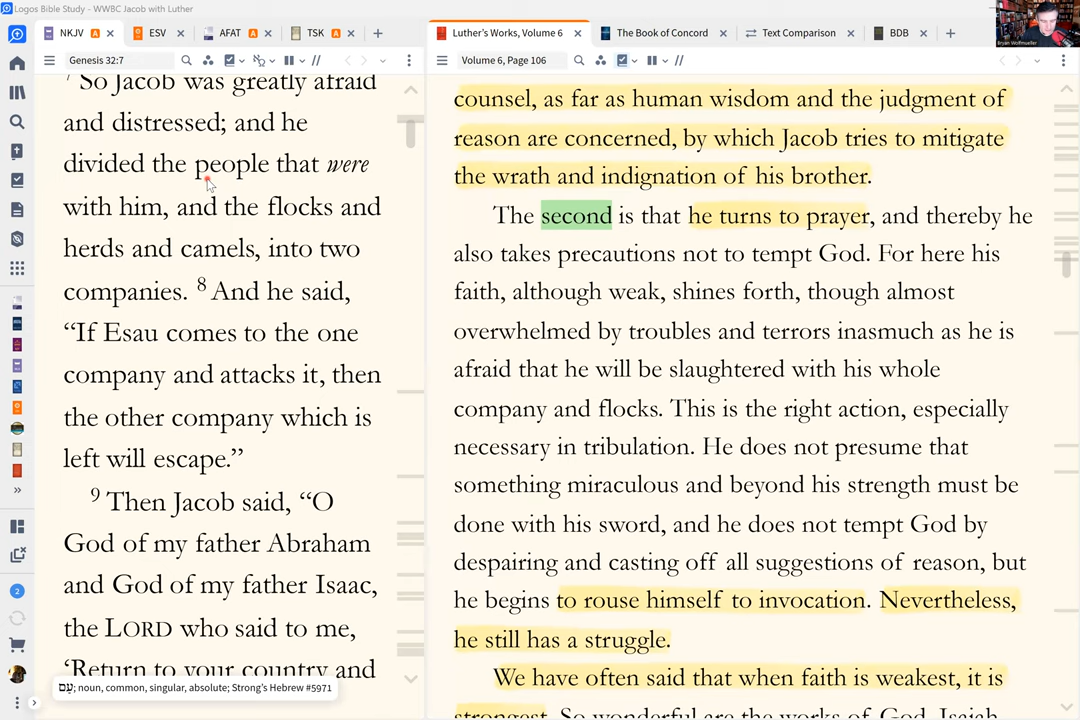 Logos Bible Study - WWBC Jacob with Luther
NKJV A ESV AFAT A TSK A
Genesis 32:7
7 So Jacob was greatly afraid
and distressed; and he
divided the people that were
with him, and the flocks and
herds and camels, into two
companies. 8 And he said,
“If Esau comes to the one
company and attacks it, then
the other company which is
left will escape.”
9 Then Jacob said, “O
God of my father Abraham
and God of my father Isaac,
the LORD who said to me,
‘Return to your country and
עַם; noun, common, singular, absolute; Strong's Hebrew #5971
2
Luther's Works, Volume 6 The Book of Concord Text Comparison BDB
Volume 6, Page 106
counsel, as far as human wisdom and the judgment of
reason are concerned, by which Jacob tries to mitigate
the wrath and indignation of his brother.
The second is that he turns to prayer, and thereby he
also takes precautions not to tempt God. For here his
faith, although weak, shines forth, though almost
overwhelmed by troubles and terrors inasmuch as he is
afraid that he will be slaughtered with his whole
company and flocks. This is the right action, especially
necessary in tribulation. He does not presume that
something miraculous and beyond his strength must be
done with his sword, and he does not tempt God by
despairing and casting off all suggestions of reason, but
he begins to rouse himself to invocation. Nevertheless,
he still has a struggle.
We have often said that when faith is weakest, it is
strongest. So wonderful are the works of God. Isaiah
Bryan Wolfmueller